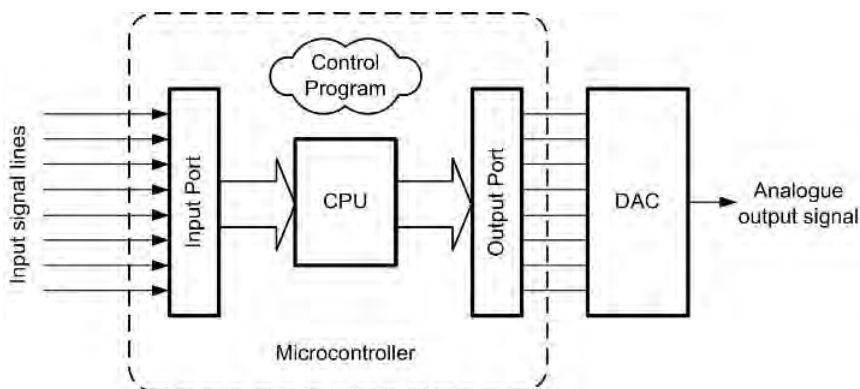 Control
Program
Input signal lines
Input Port
CPU
Output Port
DAC
Analogue
output signal
Microcontroller